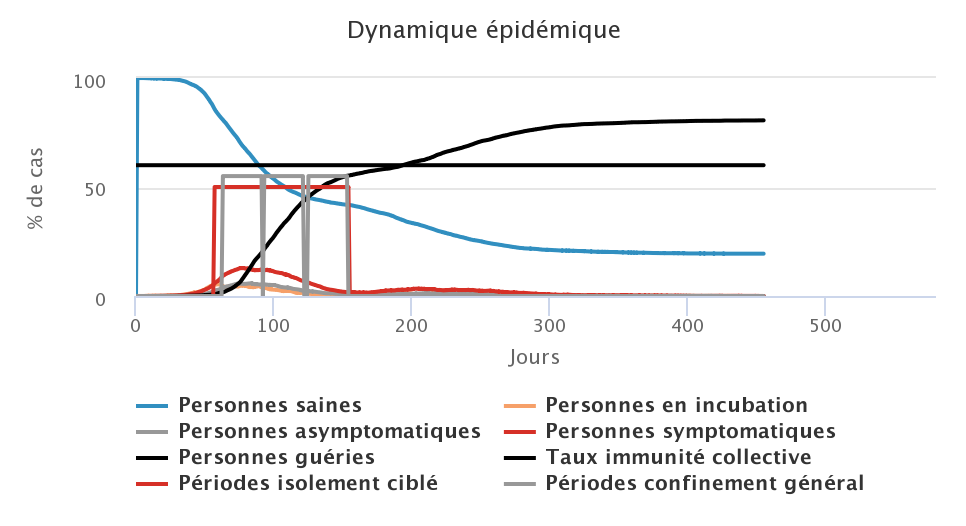 Dynamique épidémique
100
50
0
% de cas
0 100 200 300 400 500
Jours
Personnes saines Personnes en incubation
Personnes asymptomatiques Personnes symptomatiques
Personnes guéries Taux immunité collective
Périodes isolement ciblé Périodes confinement général